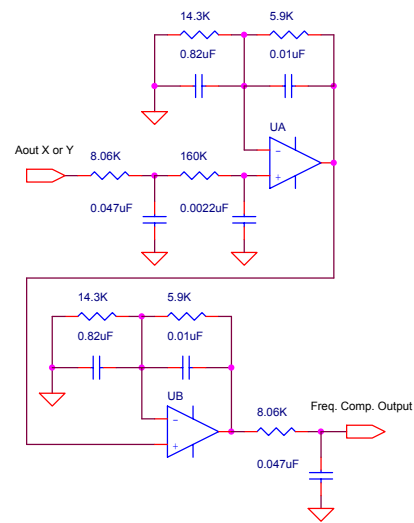 14.3K 5.9K
0.82uF 0.01uF
UA
Aout X or Y
8.06K 160K
−
+
0.047uF 0.0022uF
14.3K 5.9K
0.82uF 0.01uF
UB
8.06K Freq. Comp. Output
−
+
0.047uF